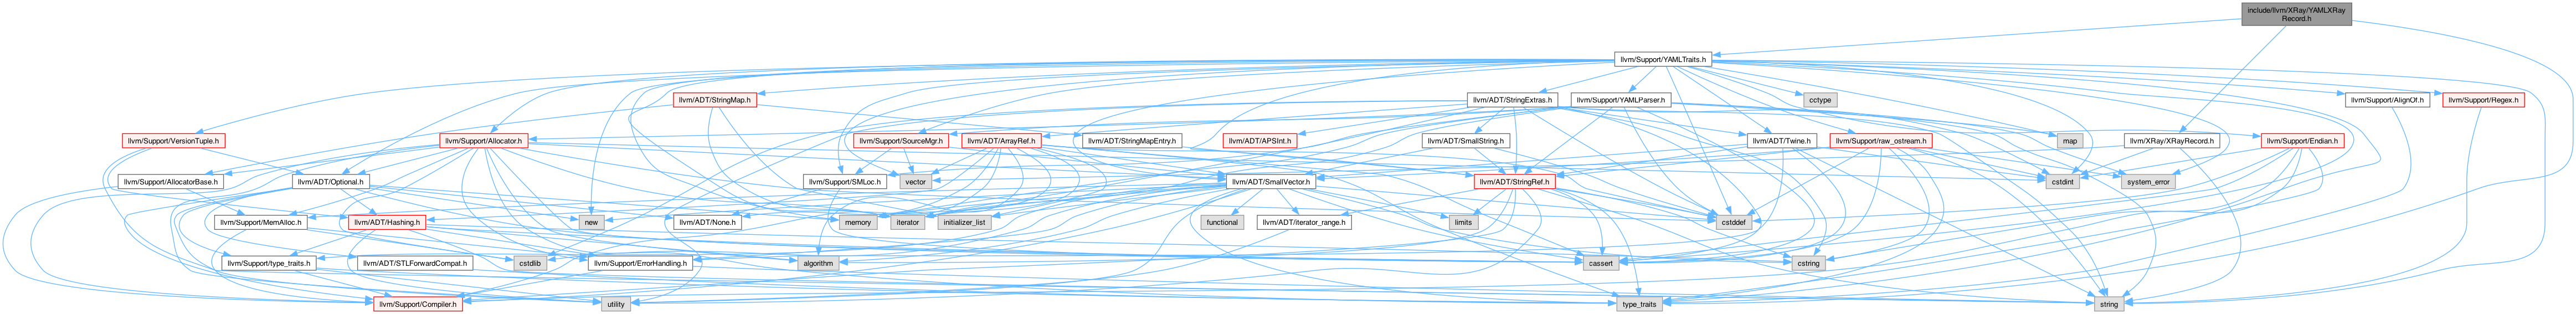 include/llvm/XRay/YAMLXRay
Record.h
llvm/Support/YAMLTraits.h
llvm/ADT/StringMap.h
llvm/ADT/StringExtras.h
llvm/Support/YAMLParser.h
cctype
llvm/Support/AlignOf.h
llvm/Support/Regex.h
llvm/Support/VersionTuple.h
llvm/Support/Allocator.h
llvm/Support/SourceMgr.h
llvm/ADT/ArrayRef.h
llvm/ADT/StringMapEntry.h
llvm/ADT/APSInt.h
llvm/ADT/SmallString.h
llvm/ADT/Twine.h
llvm/Support/raw_ostream.h
map
llvm/XRay/XRayRecord.h
llvm/Support/Endian.h
llvm/Support/AllocatorBase.h
llvm/ADT/Optional.h
llvm/Support/SMLoc.h
vector
llvm/ADT/SmallVector.h
llvm/ADT/StringRef.h
cstdint
system_error
llvm/Support/MemAlloc.h
llvm/ADT/Hashing.h
new
llvm/ADT/None.h
memory
iterator
initializer_list
functional
llvm/ADT/iterator_range.h
limits
cstddef
llvm/Support/type_traits.h
llvm/ADT/STLForwardCompat.h
cstdlib
llvm/Support/ErrorHandling.h
algorithm
cassert
cstring
llvm/Support/Compiler.h
utility
type_traits
string